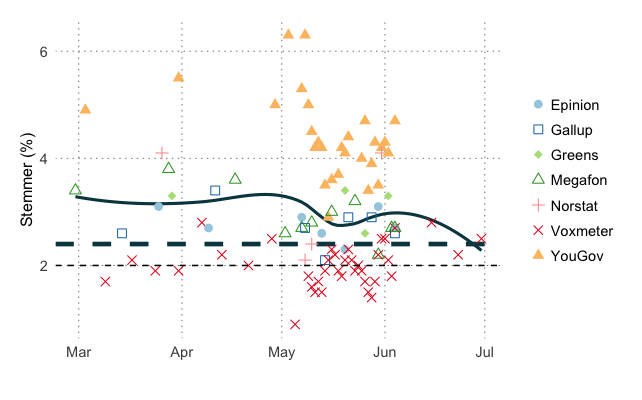 Stemmer (%)
6
4
2
Mar Apr May Jun Jul
Epinion
Gallup
Greens
Megafon
Norstat
Voxmeter
YouGov